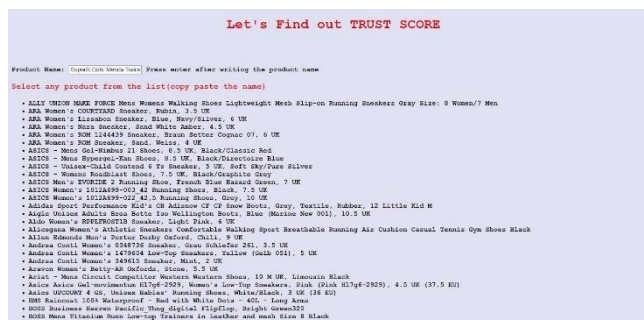 Let's Find out TRUST SCORE
Product Name: Superfit Girls' Merida Press enter after writing the product name
Select any product from the list(copy paste the name)
ALLY UNION MAKE FORCE Mens Womens Walking Shoes Lightweight Mesh Slip-on Running Sneakers Gray Size: 8 Women/7 Men
ARA Women's COURTYARD Sneaker, Rubin, 3.5 UK
ARA Women's Lissabon Sneaker, Blue, Navy/Silver, 6 UK
ARA Women's Nara Sneaker, Sand White Amber, 4.5 UK
ARA Women's ROM 1244439 Sneaker, Braun Setter Cognac 07, 6 UK
ARA Women's ROM Sneaker, Sand, Weiss, 4 UK
ASICS - Mens Gel-Nimbus 21 Shoes, 8.5 UK, Black/Classic Red
ASICS - Mens Hypergel-Kan Shoes, 8.5 UK, Black/Directoire Blue
ASICS - Unisex-Child Contend 6 Ts Sneaker, 5 UK, Soft Sky/Pure Silver
ASICS - Womens Roadblast Shoes, 7.5 UK, Black/Graphite Grey
ASICS Men's EVORIDE 2 Running Shoe, French Blue Hazard Green, 7 UK
ASICS Women's 1012A699-003_42 Running Shoes, Black, 7.5 UK
ASICS Women's 1012A699-022_42,5 Running Shoes, Grey, 10 UK
Adidas Sport Performance Kid's CH Adisnow CF CP Snow Boots, Grey, Textile, Rubber, 12 Little Kid M
Aigle Unisex Adults Brea Botte Iso Wellington Boots, Blue (Marine New 001), 10.5 UK
Aldo Women's RPPLFROST1B Sneaker, Light Pink, 6 UK
Alicegana Women's Athletic Sneakers Comfortable Walking Sport Breathable Running Air Cushion Casual Tennis Gym Shoes Black
Allen Edmonds Men's Porter Derby Oxford, Chili, 9 UK
Andrea Conti Women's 0348736 Sneaker, Grau Schiefer 261, 3.5 UK
Andrea Conti Women's 1479604 Low-Top Sneakers, Yellow (Gelb 051), 5 UK
Andrea Conti Women's 349615 Sneaker, Mint, 2 UK
Aravon Women's Betty-AR Oxfords, Stone, 5.5 UK
Ariat - Mens Circuit Competitor Western Western Shoes, 10 M UK, Limousin Black
Asics Asics Gel-movimentum H17g6-2929, Women's Low-Top Sneakers, Pink (Pink H17g6-2929), 4.5 UK (37.5 EU)
Asics UPCOURT 4 GS, Unisex Babies' Running Shoes, White/Black, 3 UK (36 EU)
BMS Raincoat 100% Waterproof - Red with White Dots - 40L - Long Arms
BOSS Business Herren Pacific_Thng_digital Flipflop, Bright Green320
BOSS Mens Titanium Runn Low-top Trainers in Leather and mesh Size 8 Black